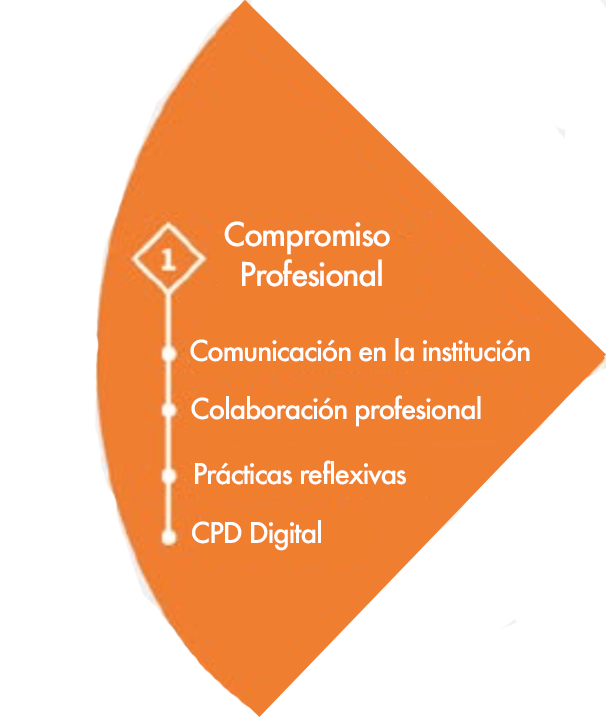 1
Compromiso
Profesional
Comunicación en la institución
Colaboración profesional
Prácticas reflexivas
CPD Digital